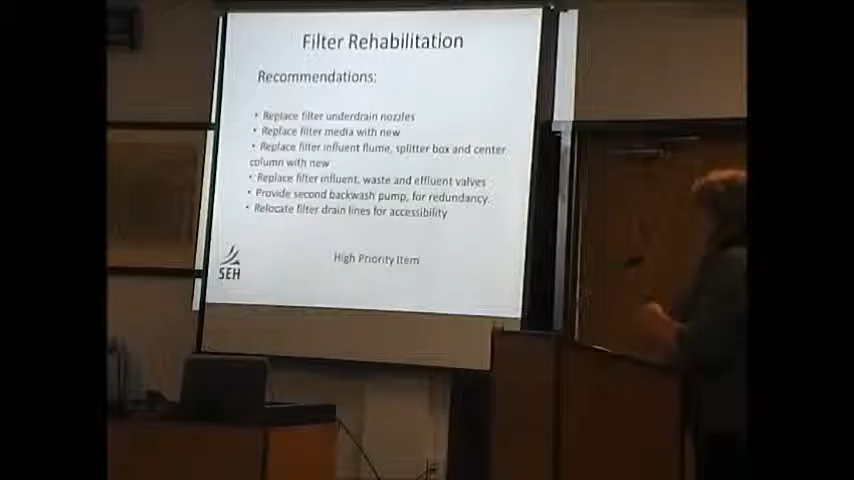 Filter Rehabilitation
Recommendations:
• Replace filter underdrain nozzles
• Replace filter media with new
• Replace filter influent flume, splitter box and center
column with new
• Replace filter influent, waste and effluent valves
• Provide second backwash pump, for redundancy.
• Relocate filter drain lines for accessibility
High Priority Item
SEH